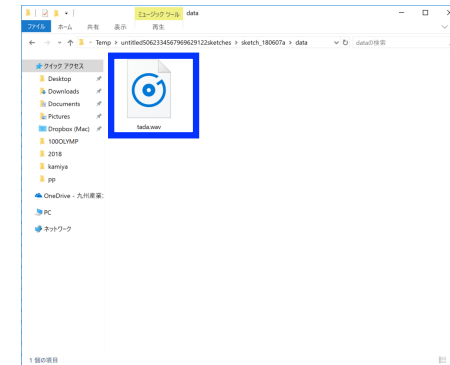 ミュージック ツール data
ファイル ホーム 共有 表示 再生
Temp › untitled5062334567969629122sketches › sketch_180607a › data
dataの検索
クイック アクセス
Desktop
Downloads
Documents
Pictures
Dropbox (Mac)
100OLYMP
2018
kamiya
pp
OneDrive - 九州産業:
PC
ネットワーク
tada.wav
1 個の項目